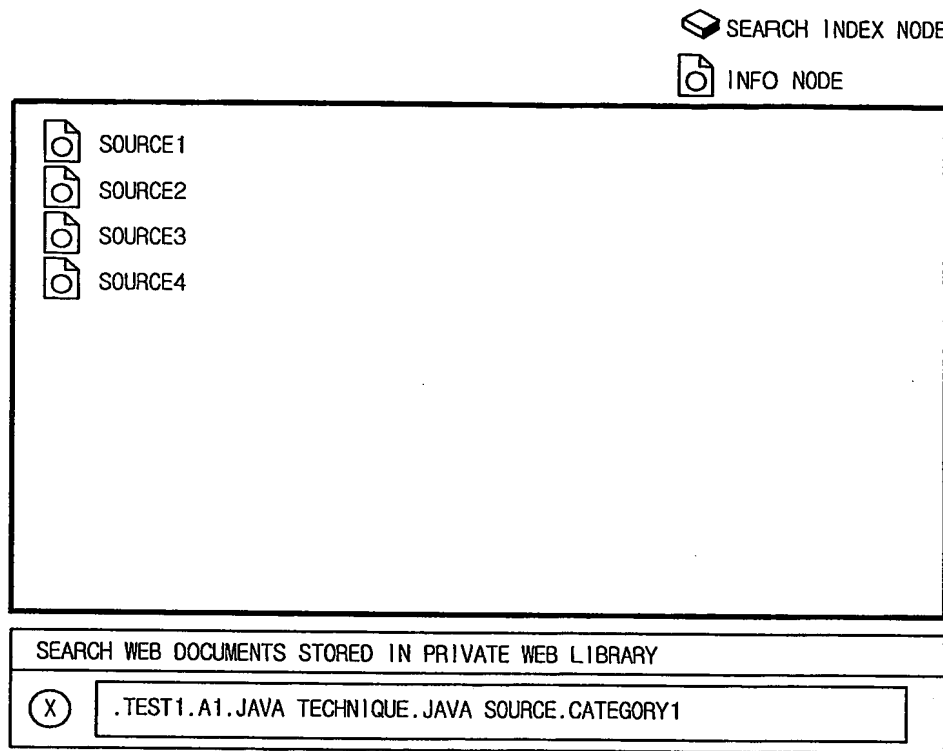 SEARCH INDEX NODE
INFO NODE
SOURCE1
SOURCE2
SOURCE3
SOURCE4
SEARCH WEB DOCUMENTS STORED IN PRIVATE WEB LIBRARY
X
.TEST1.A1.JAVA TECHNIQUE.JAVA SOURCE.CATEGORY1